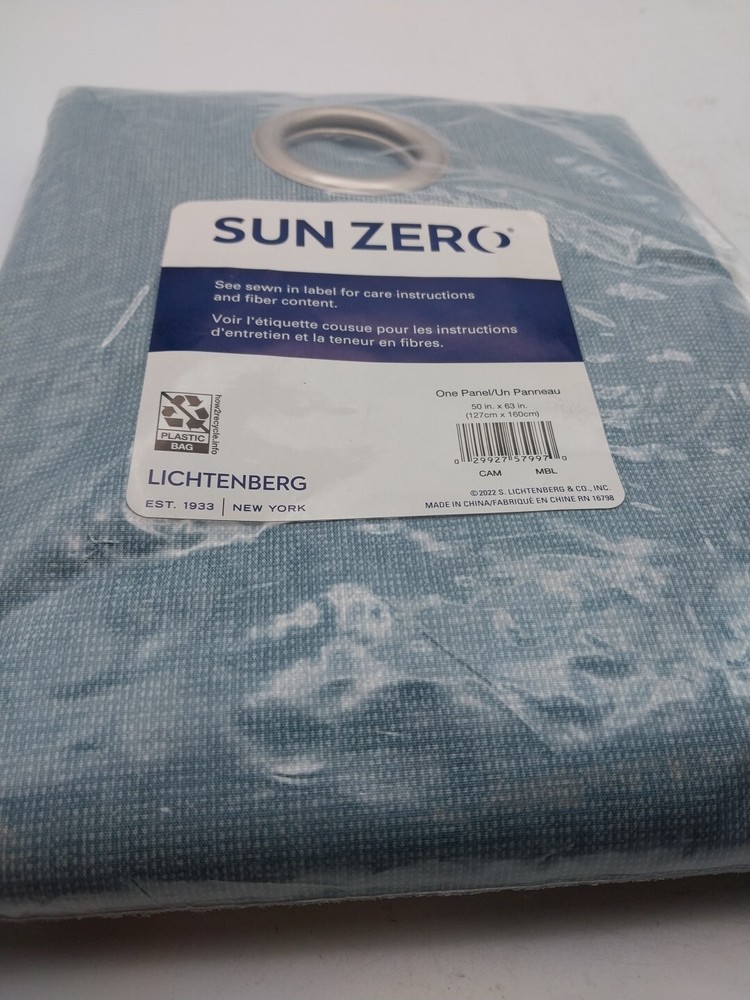 SUN ZERO®
See sewn in label for care instructions
and fiber content.
Voir l'étiquette cousue pour les instructions
d'entretien et la teneur en fibres.
One Panel/Un Panneau
50 in. x 63 in.
(127cm x 160cm)
how2recycle.info
PLASTIC
BAG
0 29927 57997 0
CAM MBL
LICHTENBERG
EST. 1933 | NEW YORK
©2022 S. LICHTENBERG & CO., INC.
MADE IN CHINA/FABRIQUÉ EN CHINE RN 16798